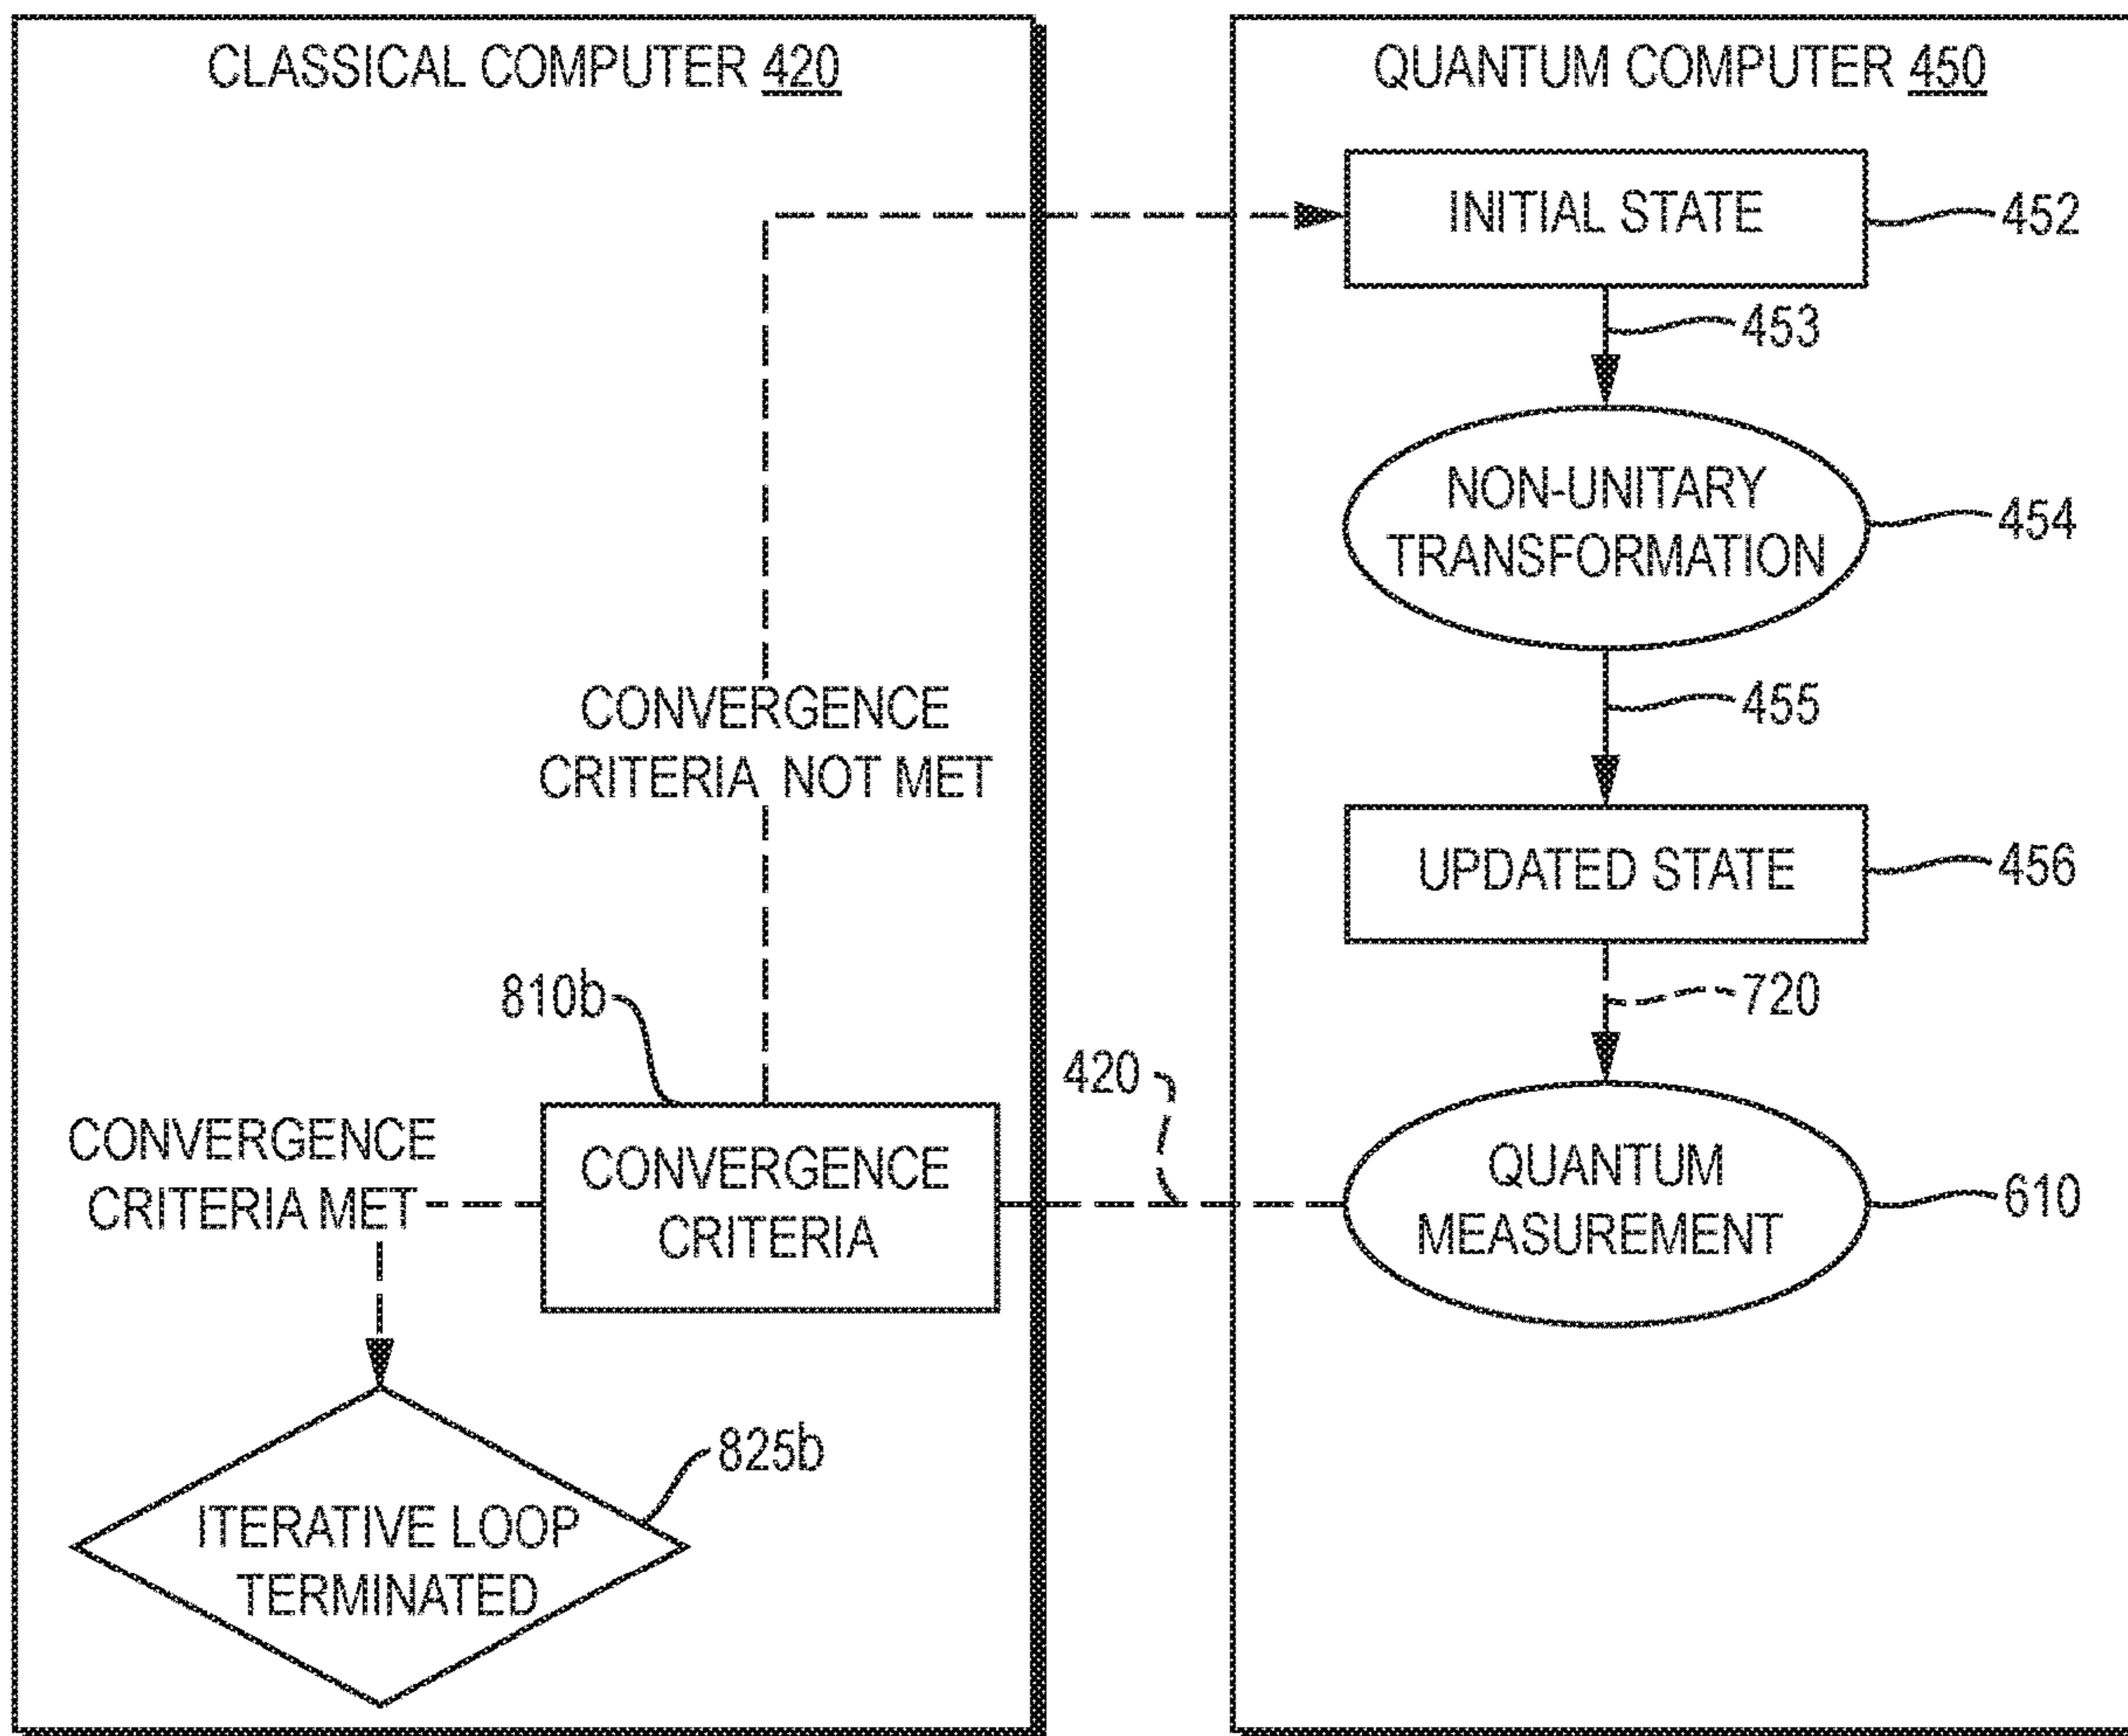 CLASSICAL COMPUTER 420
CONVERGENCE
CRITERIA NOT MET
810b
CONVERGENCE
CRITERIA MET
CONVERGENCE
CRITERIA
825b
ITERATIVE LOOP
TERMINATED
420
QUANTUM COMPUTER 450
INITIAL STATE
452
453
NON-UNITARY
TRANSFORMATION
454
455
UPDATED STATE
456
720
QUANTUM
MEASUREMENT
610